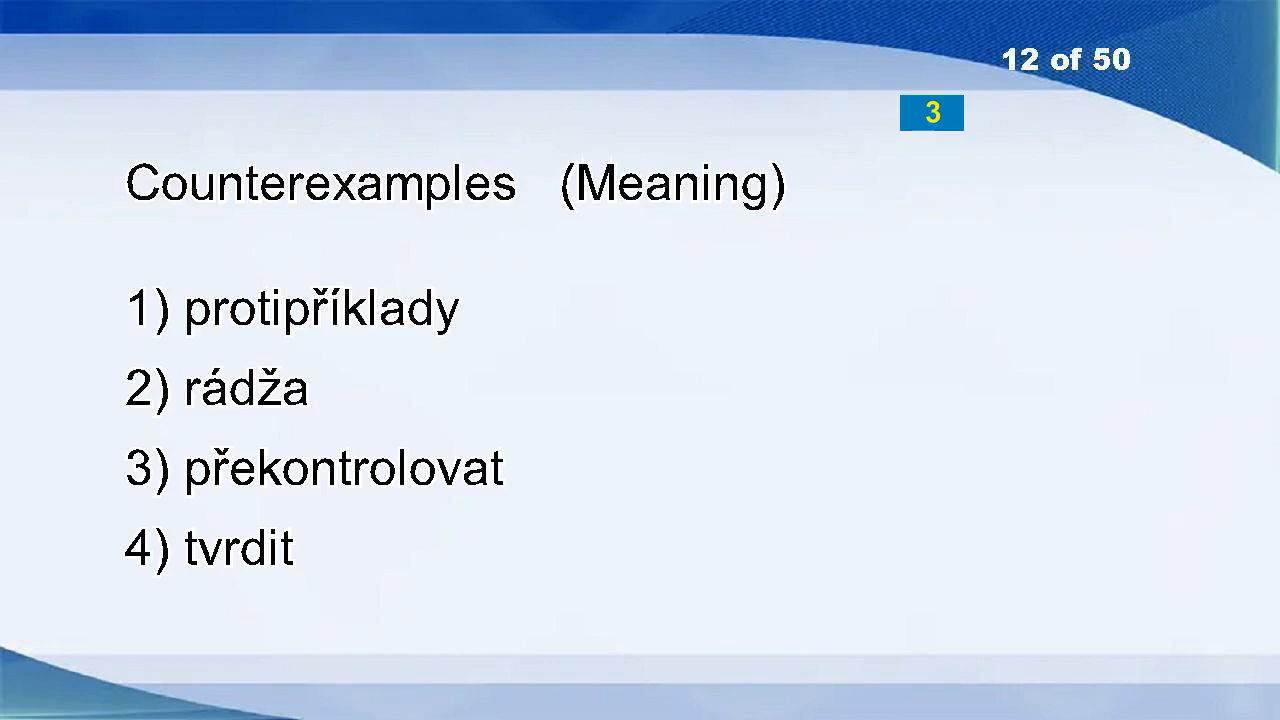 12 of 50
3
Counterexamples (Meaning)
1) protipříklady
2) rádža
3) překontrolovat
4) tvrdit